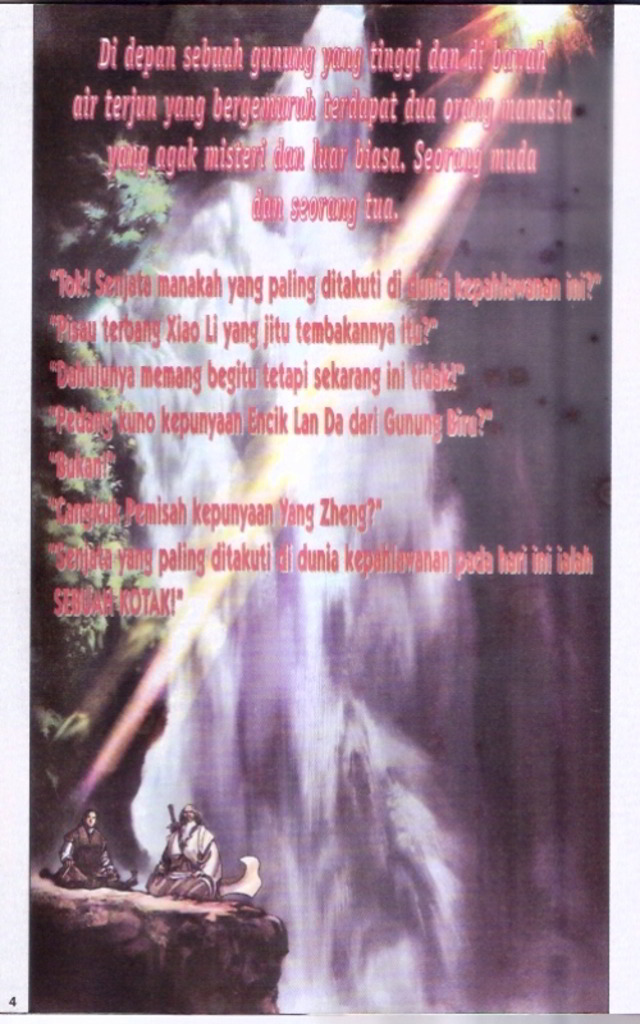 Di depan sebuah gunung yang tinggi dan di bawah
air terjun yang bergemuruh terdapat dua orang manusia
yang agak misteri dan luar biasa. Seorang muda
dan seorang tua.
"Tok! Senjata manakah yang paling ditakuti di dunia kepahlawanan ini?"
"Pisau terbang Xiao Li yang jitu tembakannya itu?"
"Dahulunya memang begitu tetapi sekarang ini tidak!"
"Pedang kuno kepunyaan Encik Lan Da dari Gunung Biru?"
"Bukan!"
"Cangkuk Pemisah kepunyaan Yang Zheng?"
"Senjata yang paling ditakuti di dunia kepahlawanan pada hari ini ialah
SEBUAH KOTAK!"
4